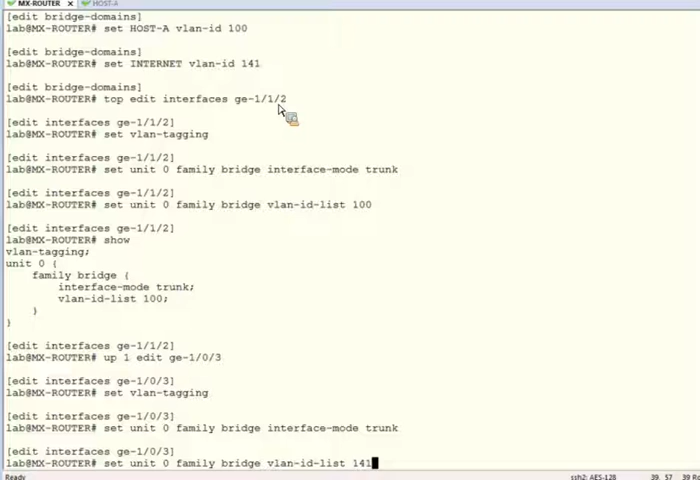 MX-ROUTER HOST-A
[edit bridge-domains]
lab@MX-ROUTER# set HOST-A vlan-id 100
[edit bridge-domains]
lab@MX-ROUTER# set INTERNET vlan-id 141
[edit bridge-domains]
lab@MX-ROUTER# top edit interfaces ge-1/1/2
[edit interfaces ge-1/1/2]
lab@MX-ROUTER# set vlan-tagging
[edit interfaces ge-1/1/2]
lab@MX-ROUTER# set unit 0 family bridge interface-mode trunk
[edit interfaces ge-1/1/2]
lab@MX-ROUTER# set unit 0 family bridge vlan-id-list 100
[edit interfaces ge-1/1/2]
lab@MX-ROUTER# show
vlan-tagging;
unit 0 {
family bridge {
interface-mode trunk;
vlan-id-list 100;
}
}
[edit interfaces ge-1/1/2]
lab@MX-ROUTER# up 1 edit ge-1/0/3
[edit interfaces ge-1/0/3]
lab@MX-ROUTER# set vlan-tagging
[edit interfaces ge-1/0/3]
lab@MX-ROUTER# set unit 0 family bridge interface-mode trunk
[edit interfaces ge-1/0/3]
lab@MX-ROUTER# set unit 0 family bridge vlan-id-list 141
Ready ssh2: AES-128 39, 57 39 Ro